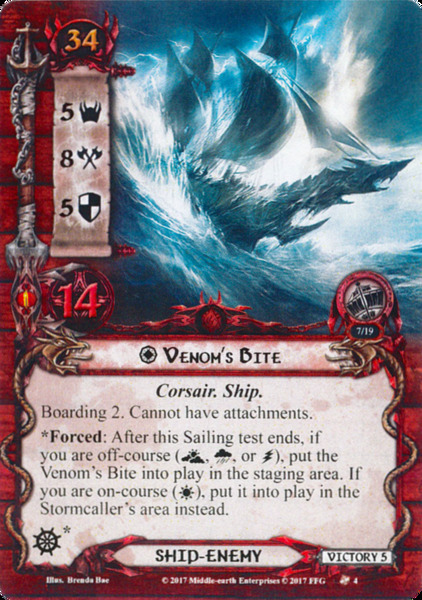 34
5
8
5
14
7/19
VENOM'S BITE
Corsair. Ship.
Boarding 2. Cannot have attachments.
*Forced: After this Sailing test ends, if
you are off-course (, , or ), put the
Venom's Bite into play in the staging area. If
you are on-course (), put it into play in the
Stormcaller's area instead.
*
SHIP-ENEMY
VICTORY 5
Illus. Brenda Bae © 2017 Middle-earth Enterprises © 2017 FFG 4